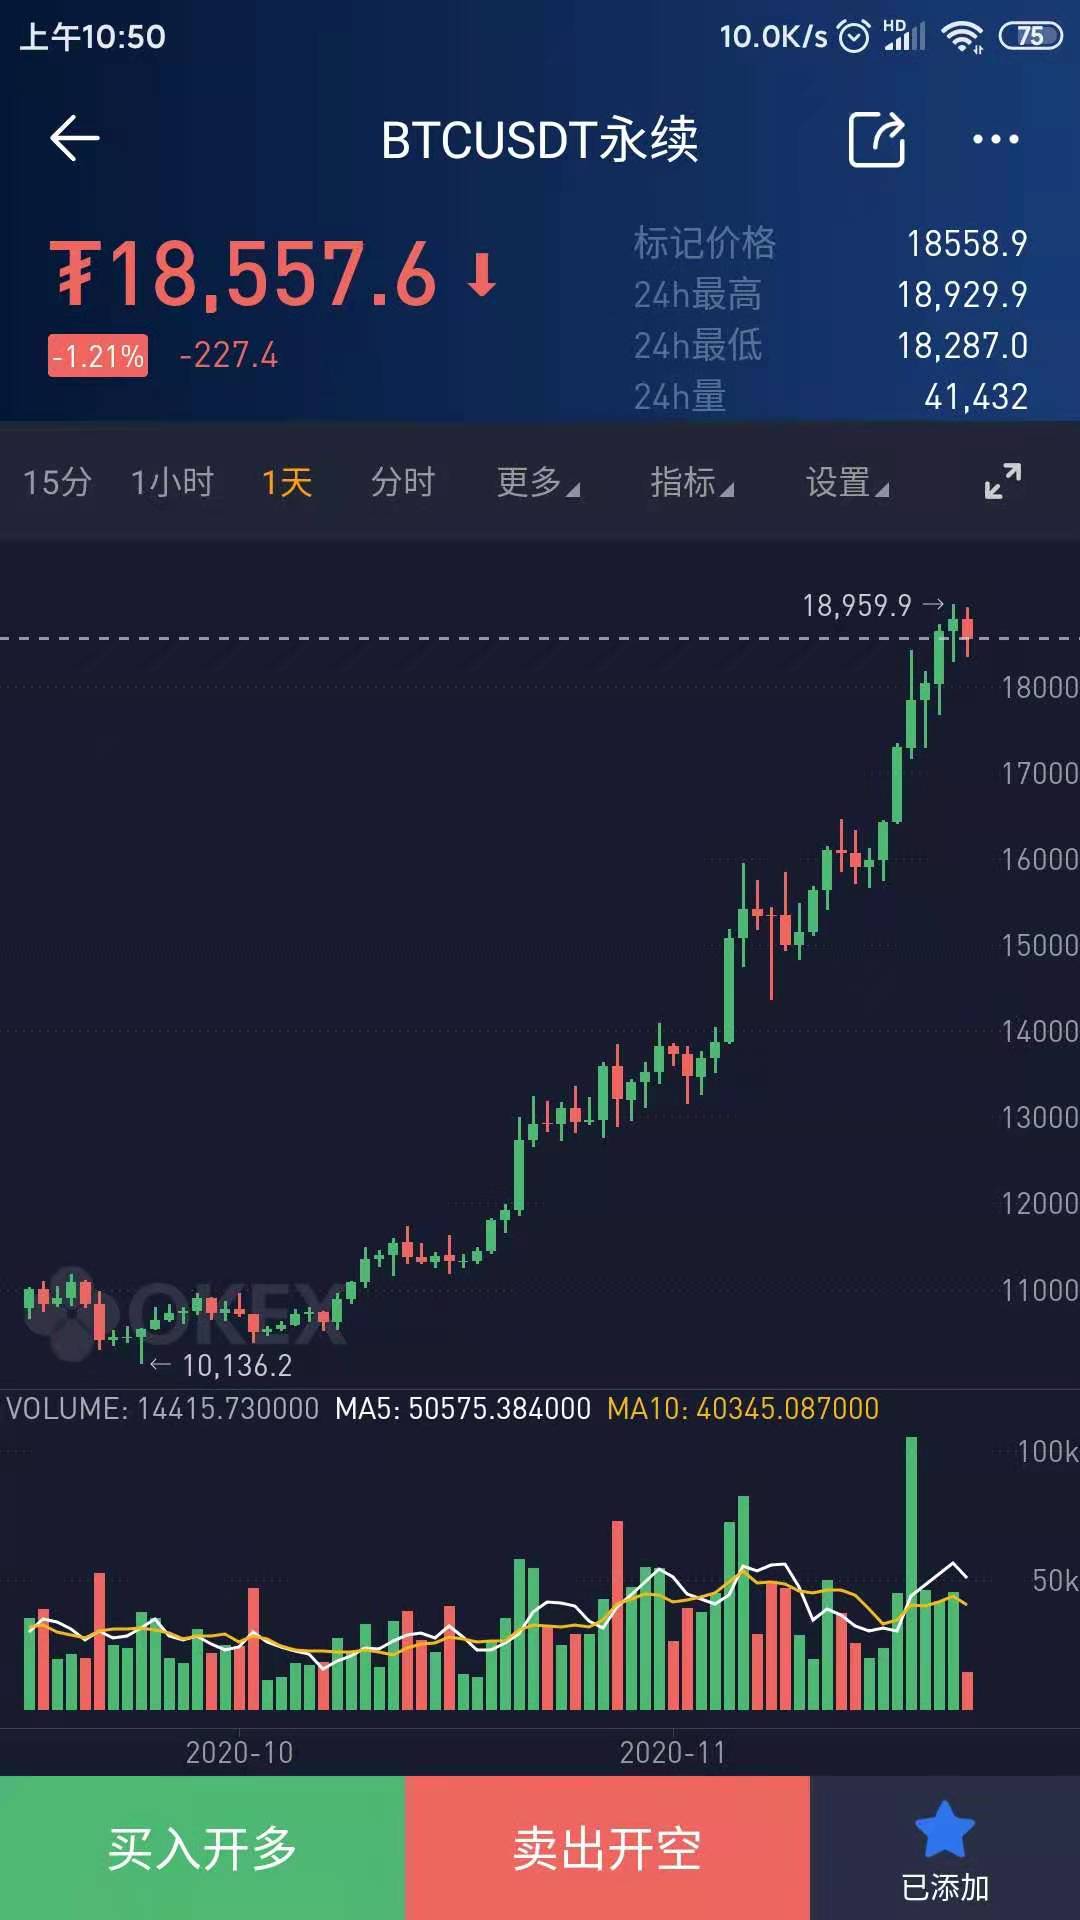 上午10:50 10.0K/s HD 75
BTCUSDT永续
₮18,557.6
-1.21% -227.4
标记价格 18558.9
24h最高 18,929.9
24h最低 18,287.0
24h量 41,432
15分 1小时 1天 分时 更多 指标 设置
18,959.9
18000
17000
16000
15000
14000
13000
12000
11000
OKEX
10,136.2
VOLUME: 14415.730000 MA5: 50575.384000 MA10: 40345.087000
100k
50k
2020-10 2020-11
买入开多 卖出开空 已添加